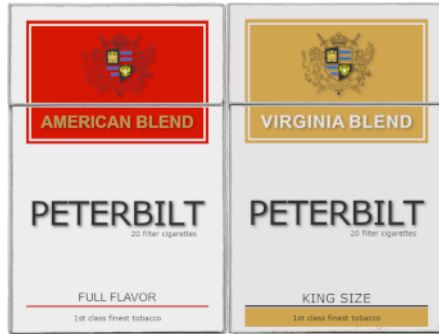 AMERICAN BLEND
PETERBILT
20 filter cigarettes
FULL FLAVOR
1st class finest tobacco
VIRGINIA BLEND
PETERBILT
20 filter cigarettes
KING SIZE
1st class finest tobacco